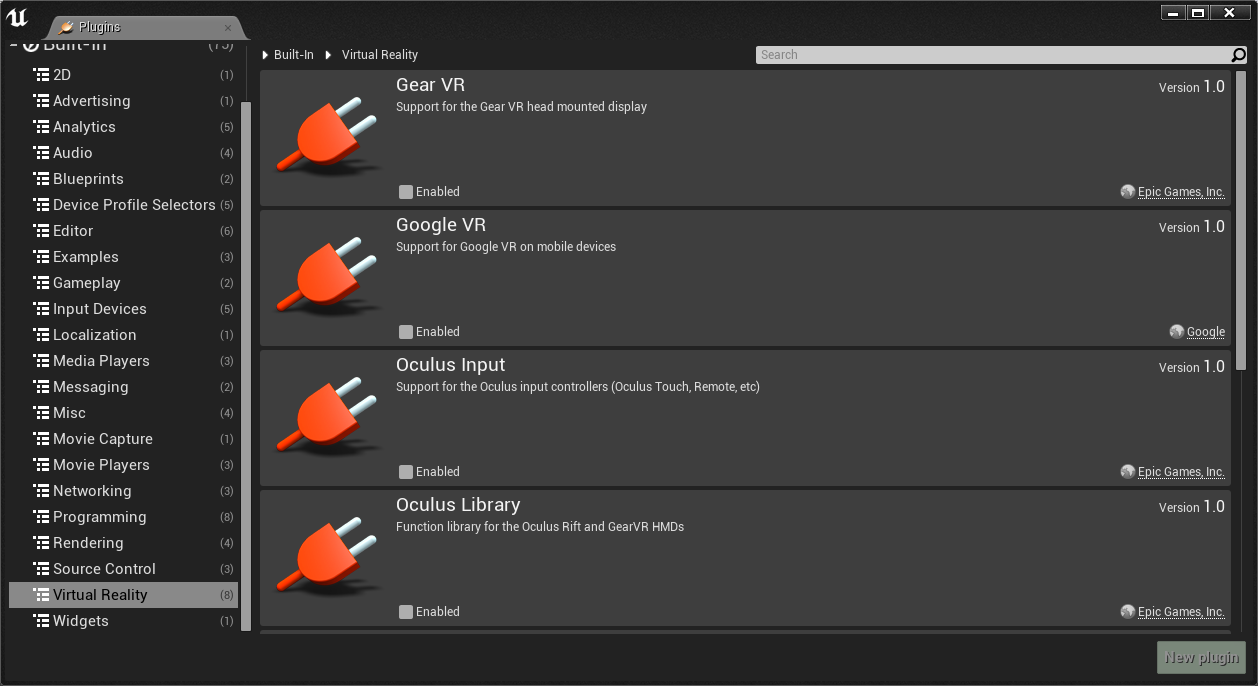 Plugins
Built-In (75)
2D (1)
Advertising (1)
Analytics (5)
Audio (4)
Blueprints (2)
Device Profile Selectors (5)
Editor (6)
Examples (3)
Gameplay (2)
Input Devices (5)
Localization (1)
Media Players (3)
Messaging (2)
Misc (4)
Movie Capture (1)
Movie Players (3)
Networking (3)
Programming (8)
Rendering (4)
Source Control (3)
Virtual Reality (8)
Widgets (1)
Built-In Virtual Reality
Search
Gear VR
Version 1.0
Support for the Gear VR head mounted display
Enabled
Epic Games, Inc.
Google VR
Version 1.0
Support for Google VR on mobile devices
Enabled
Google
Oculus Input
Version 1.0
Support for the Oculus input controllers (Oculus Touch, Remote, etc)
Enabled
Epic Games, Inc.
Oculus Library
Version 1.0
Function library for the Oculus Rift and GearVR HMDs
Enabled
Epic Games, Inc.
New plugin